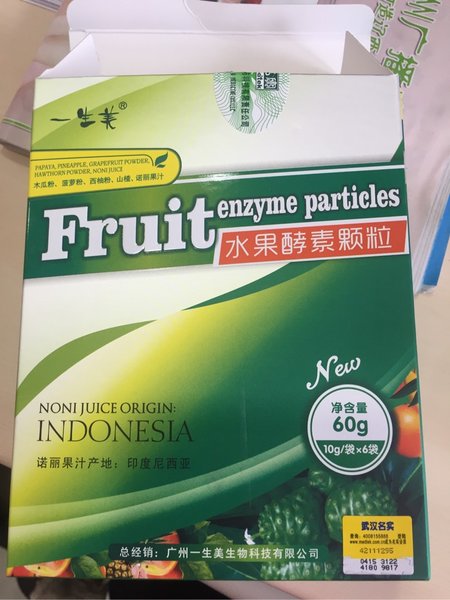 一生美®
PAPAYA, PINEAPPLE, GRAPEFRUIT POWDER,
HAWTHORN POWDER, NONI JUICE
木瓜粉、菠萝粉、西柚粉、山楂、诺丽果汁
Fruit enzyme particles
水果酵素颗粒
New
NONI JUICE ORIGIN:
INDONESIA
诺丽果汁产地：印度尼西亚
净含量
60g
10g/袋×6袋
武汉名实
42111295
0415 3122
4180 9817
总经销：广州一生美生物科技有限公司